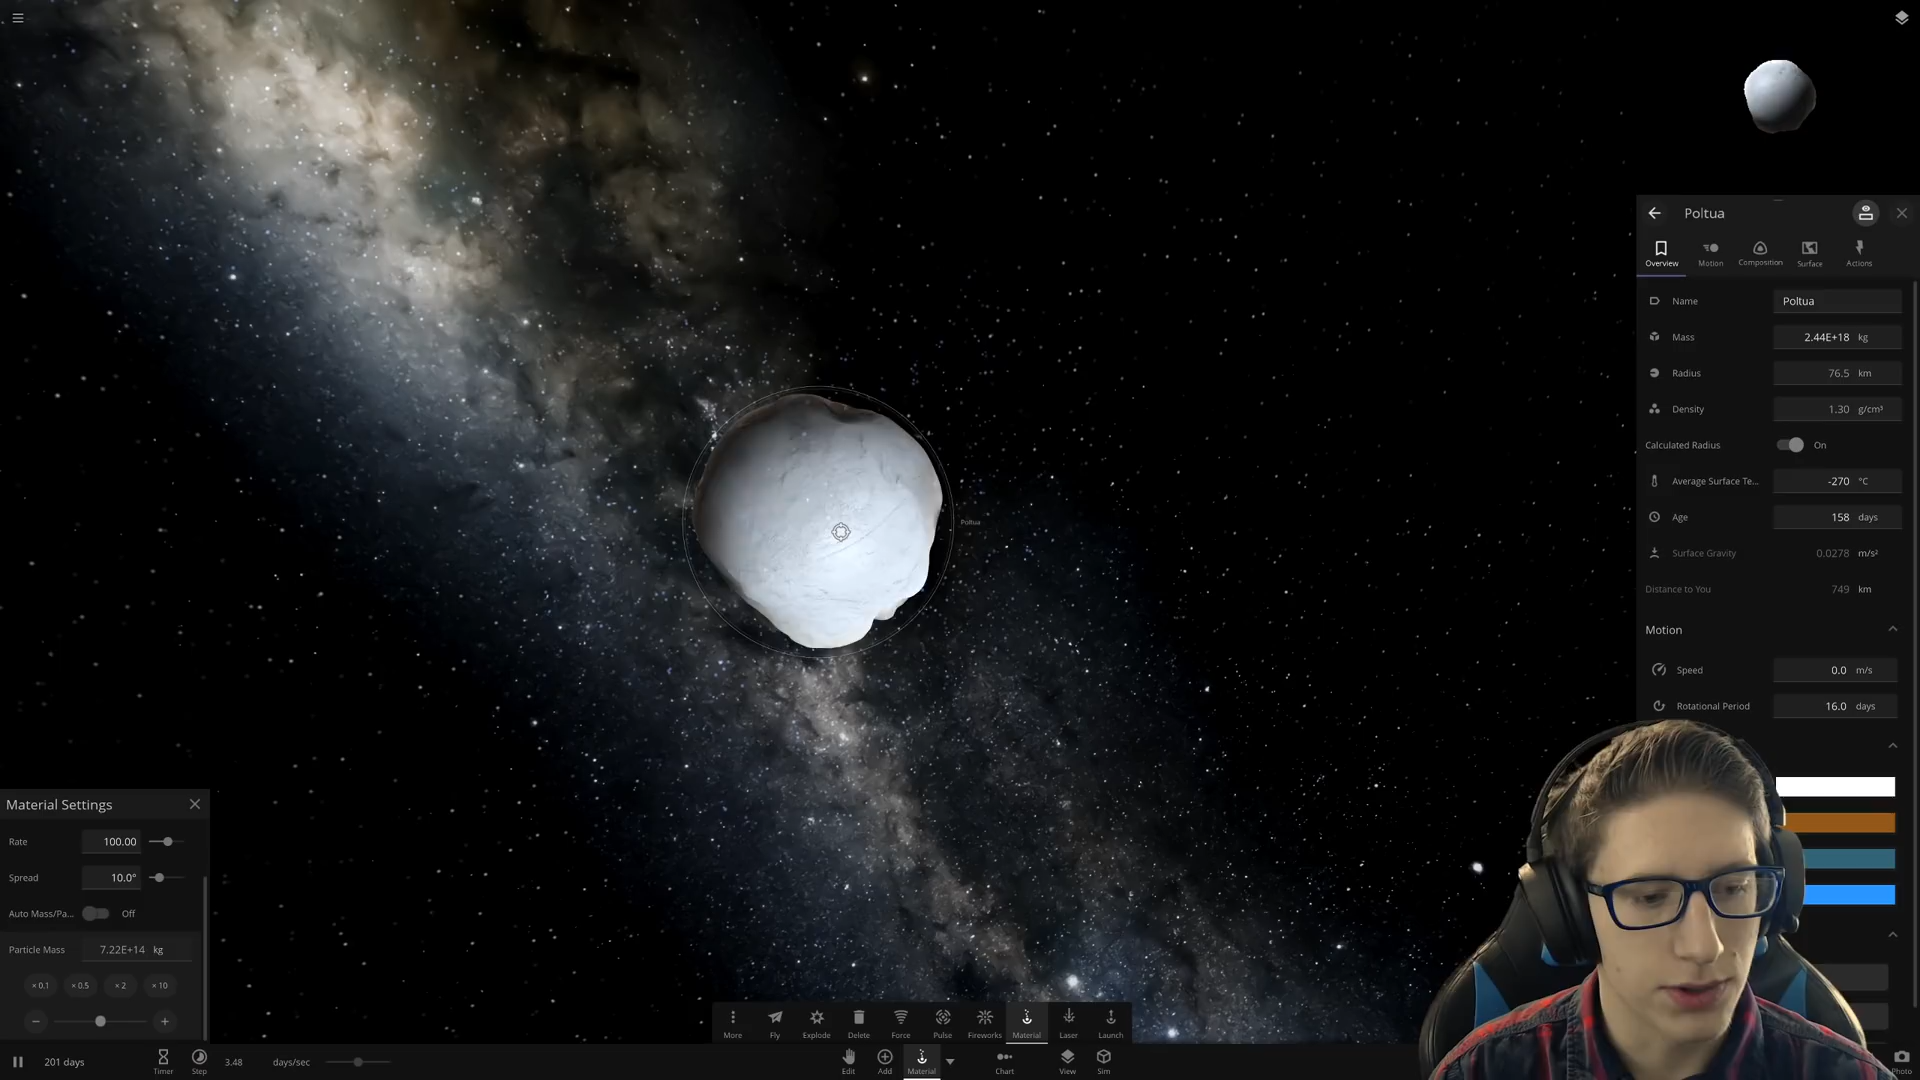 Poltua
Overview
Motion
Composition
Surface
Actions
Name
Poltua
Mass
2.44E+18 kg
Radius
76.5 km
Density
1.30 g/cm³
Calculated Radius
On
Average Surface Te...
-270 °C
Age
158 days
Surface Gravity
0.0278 m/s²
Distance to You
749 km
Motion
Speed
0.0 m/s
Rotational Period
16.0 days
Poltua
Material Settings
Rate
100.00
Spread
10.0°
Auto Mass/Pa...
Off
Particle Mass
7.22E+14 kg
× 0.1
× 0.5
× 2
× 10
More
Fly
Explode
Delete
Force
Pulse
Fireworks
Material
Laser
Launch
201 days
Timer
Step
3.48
days/sec
Edit
Add
Material
Chart
View
Sim
Photo